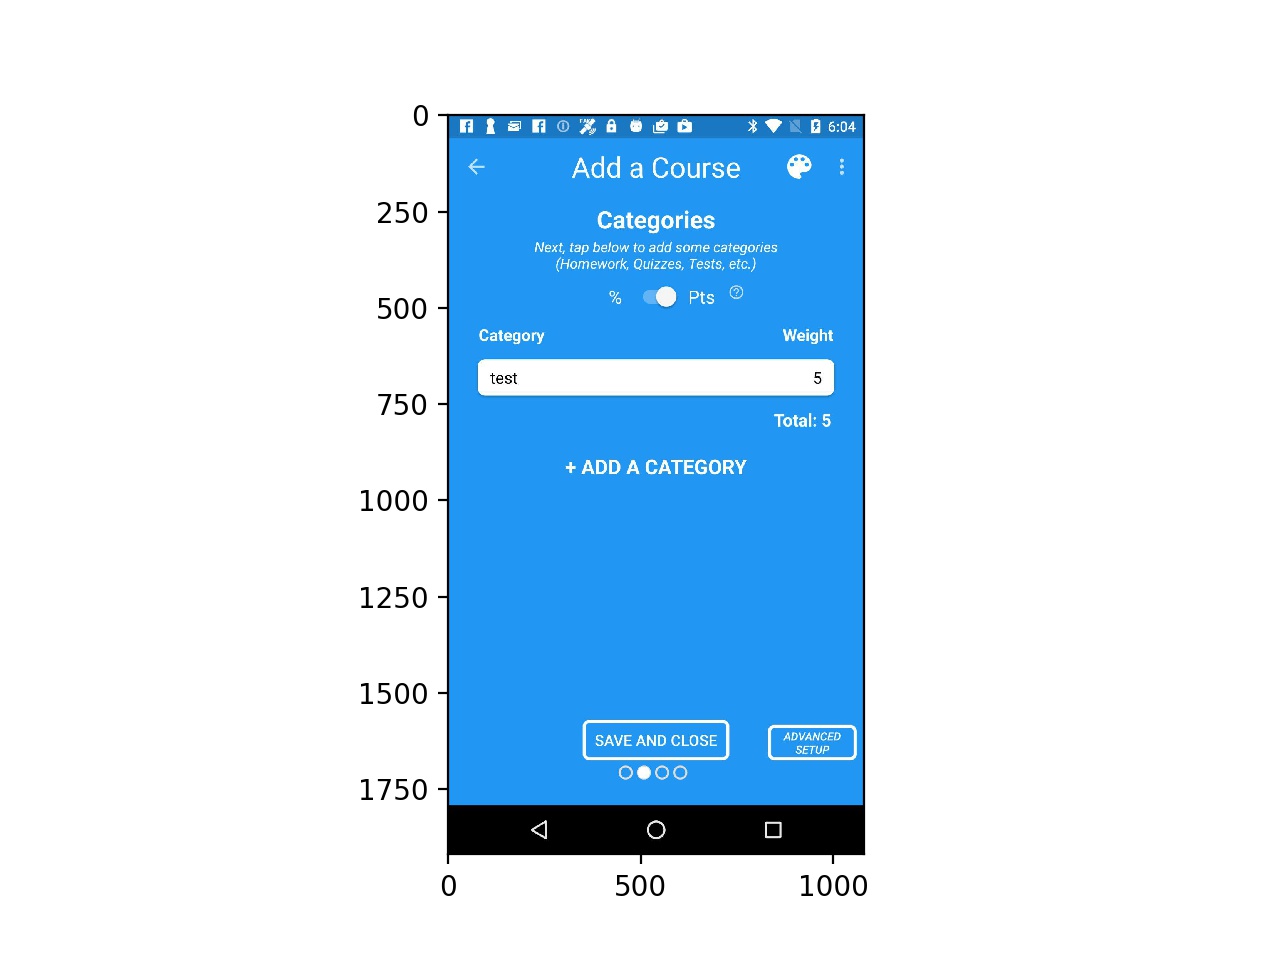 0
250
500
750
1000
1250
1500
1750
6:04
Add a Course
Categories
Next, tap below to add some categories
(Homework, Quizzes, Tests, etc.)
% Pts ?
Category Weight
test 5
Total: 5
+ ADD A CATEGORY
SAVE AND CLOSE
ADVANCED
SETUP
0 500 1000